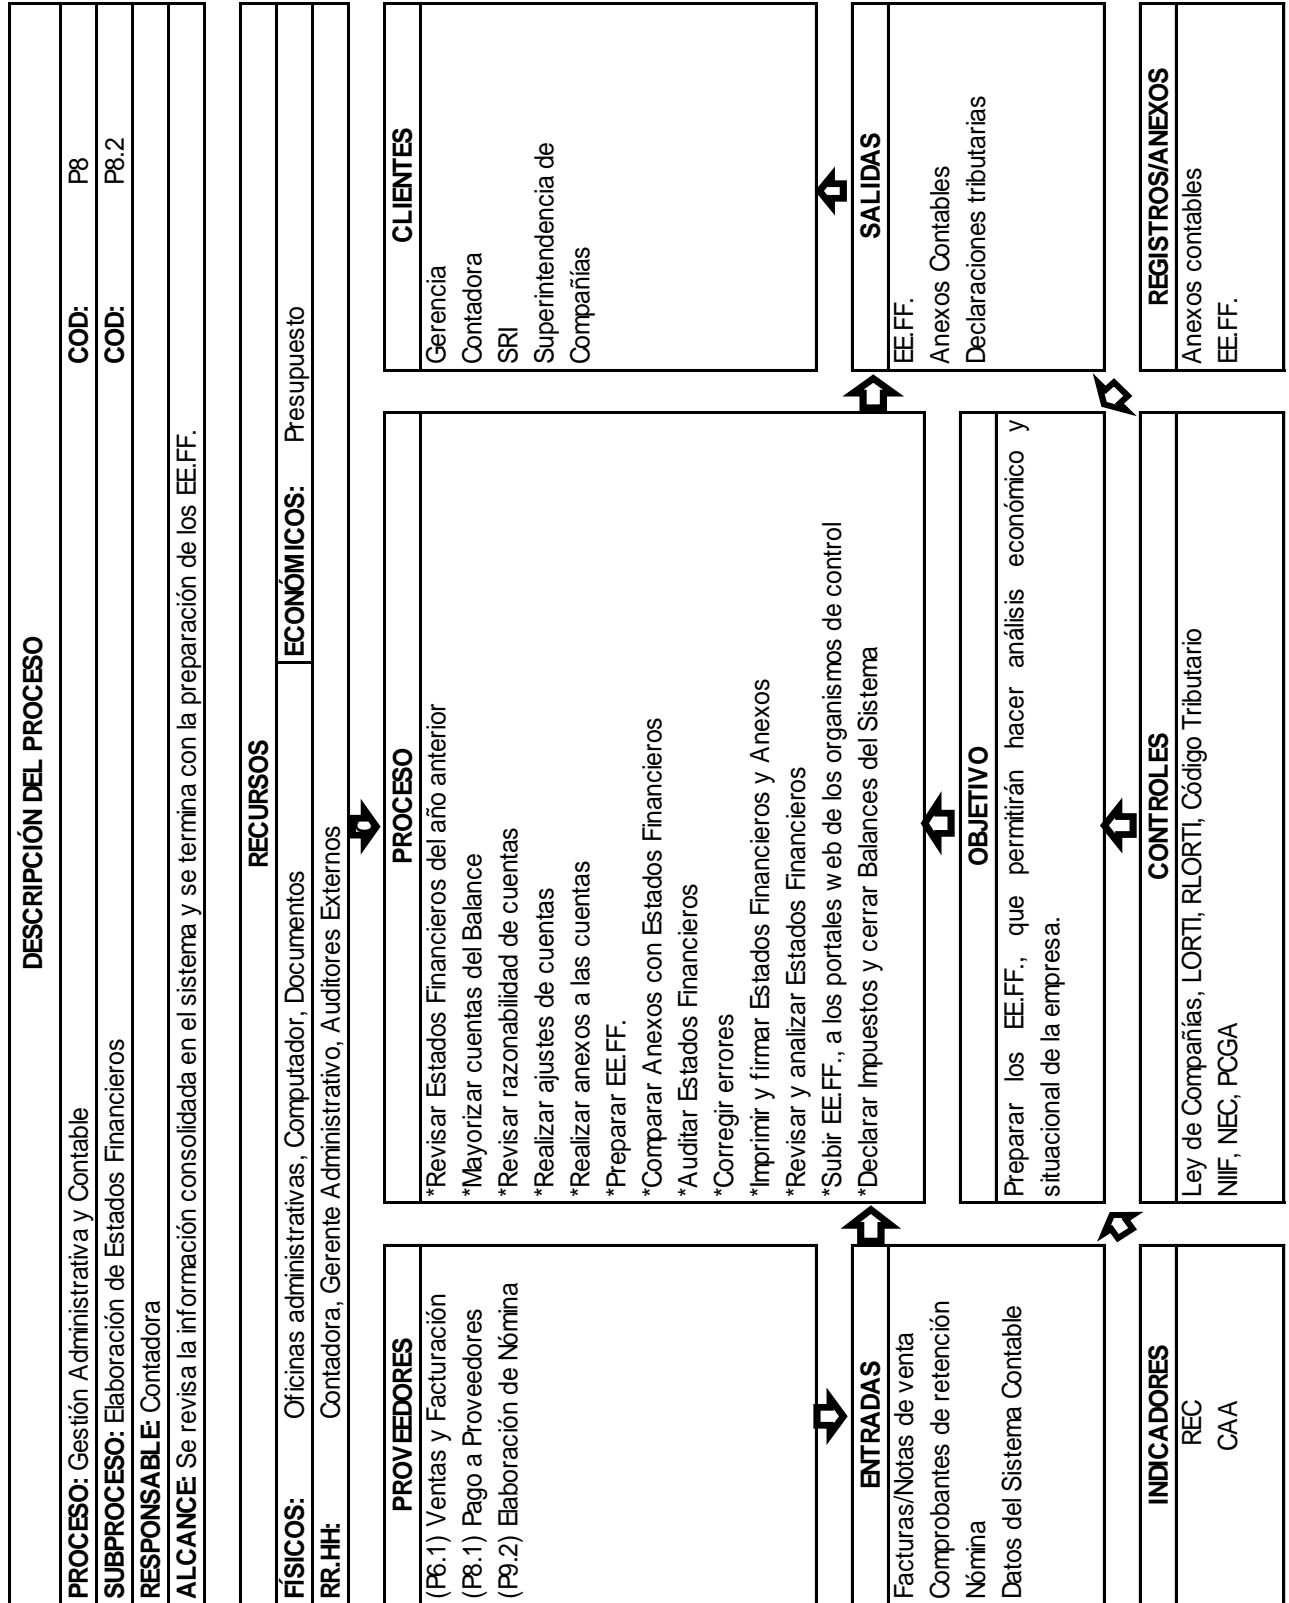 DESCRIPCIÓN DEL PROCESO
PROCESO: Gestión Administrativa y Contable COD: P8
SUBPROCESO: Elaboración de Estados Financieros COD: P8.2
RESPONSABLE: Contadora
ALCANCE: Se revisa la información consolidada en el sistema y se termina con la preparación de los EE.FF.
RECURSOS
FÍSICOS: Oficinas administrativas, Computador, Documentos ECONÓMICOS: Presupuesto
RR.HH: Contadora, Gerente Administrativo, Auditores Externos
PROVEEDORES
(P6.1) Ventas y Facturación
(P8.1) Pago a Proveedores
(P9.2) Elaboración de Nómina
PROCESO
*Revisar Estados Financieros del año anterior
*Mayorizar cuentas del Balance
*Revisar razonabilidad de cuentas
*Realizar ajustes de cuentas
*Realizar anexos a las cuentas
*Preparar EE.FF.
*Comparar Anexos con Estados Financieros
*Auditar Estados Financieros
*Corregir errores
*Imprimir y firmar Estados Financieros y Anexos
*Revisar y analizar Estados Financieros
*Subir EE.FF., a los portales web de los organismos de control
*Declarar Impuestos y cerrar Balances del Sistema
CLIENTES
Gerencia
Contadora
SRI
Superintendencia de
Compañías
ENTRADAS
Facturas/Notas de venta
Comprobantes de retención
Nómina
Datos del Sistema Contable
OBJETIVO
Preparar los EE.FF., que permitirán hacer análisis económico y
situacional de la empresa.
SALIDAS
EE.FF.
Anexos Contables
Declaraciones tributarias
INDICADORES
REC
CAA
CONTROLES
Ley de Compañías, LORTI, RLORTI, Código Tributario
NIIF, NEC, PCGA
REGISTROS/ANEXOS
Anexos contables
EE.FF.